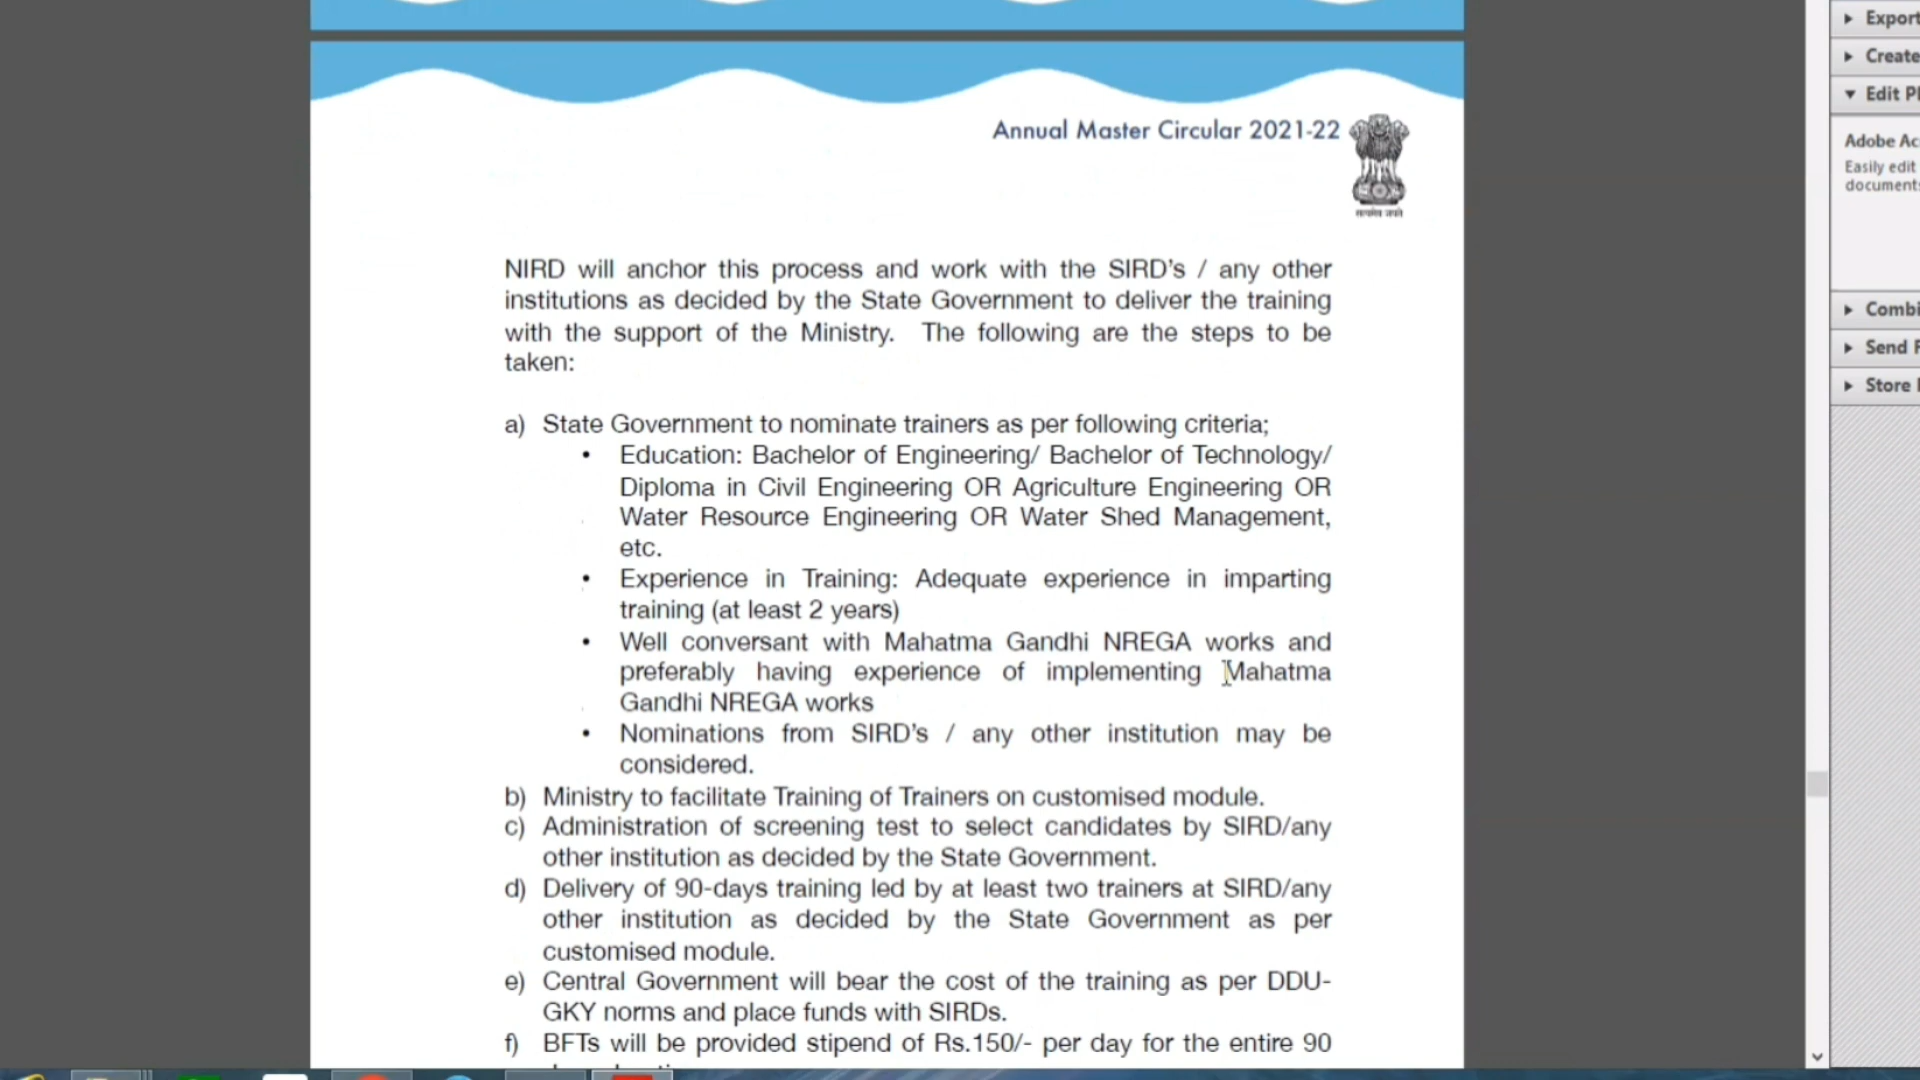 Annual Master Circular 2021-22
सत्यमेव जयते
NIRD will anchor this process and work with the SIRD's / any other
institutions as decided by the State Government to deliver the training
with the support of the Ministry. The following are the steps to be
taken:
a) State Government to nominate trainers as per following criteria;
• Education: Bachelor of Engineering/ Bachelor of Technology/
Diploma in Civil Engineering OR Agriculture Engineering OR
Water Resource Engineering OR Water Shed Management,
etc.
• Experience in Training: Adequate experience in imparting
training (at least 2 years)
• Well conversant with Mahatma Gandhi NREGA works and
preferably having experience of implementing Mahatma
Gandhi NREGA works
• Nominations from SIRD's / any other institution may be
considered.
b) Ministry to facilitate Training of Trainers on customised module.
c) Administration of screening test to select candidates by SIRD/any
other institution as decided by the State Government.
d) Delivery of 90-days training led by at least two trainers at SIRD/any
other institution as decided by the State Government as per
customised module.
e) Central Government will bear the cost of the training as per DDU-
GKY norms and place funds with SIRDs.
f) BFTs will be provided stipend of Rs.150/- per day for the entire 90
Export
Create
Edit P
Adobe Ac
Easily edit
documents
Combi
Send F
Store